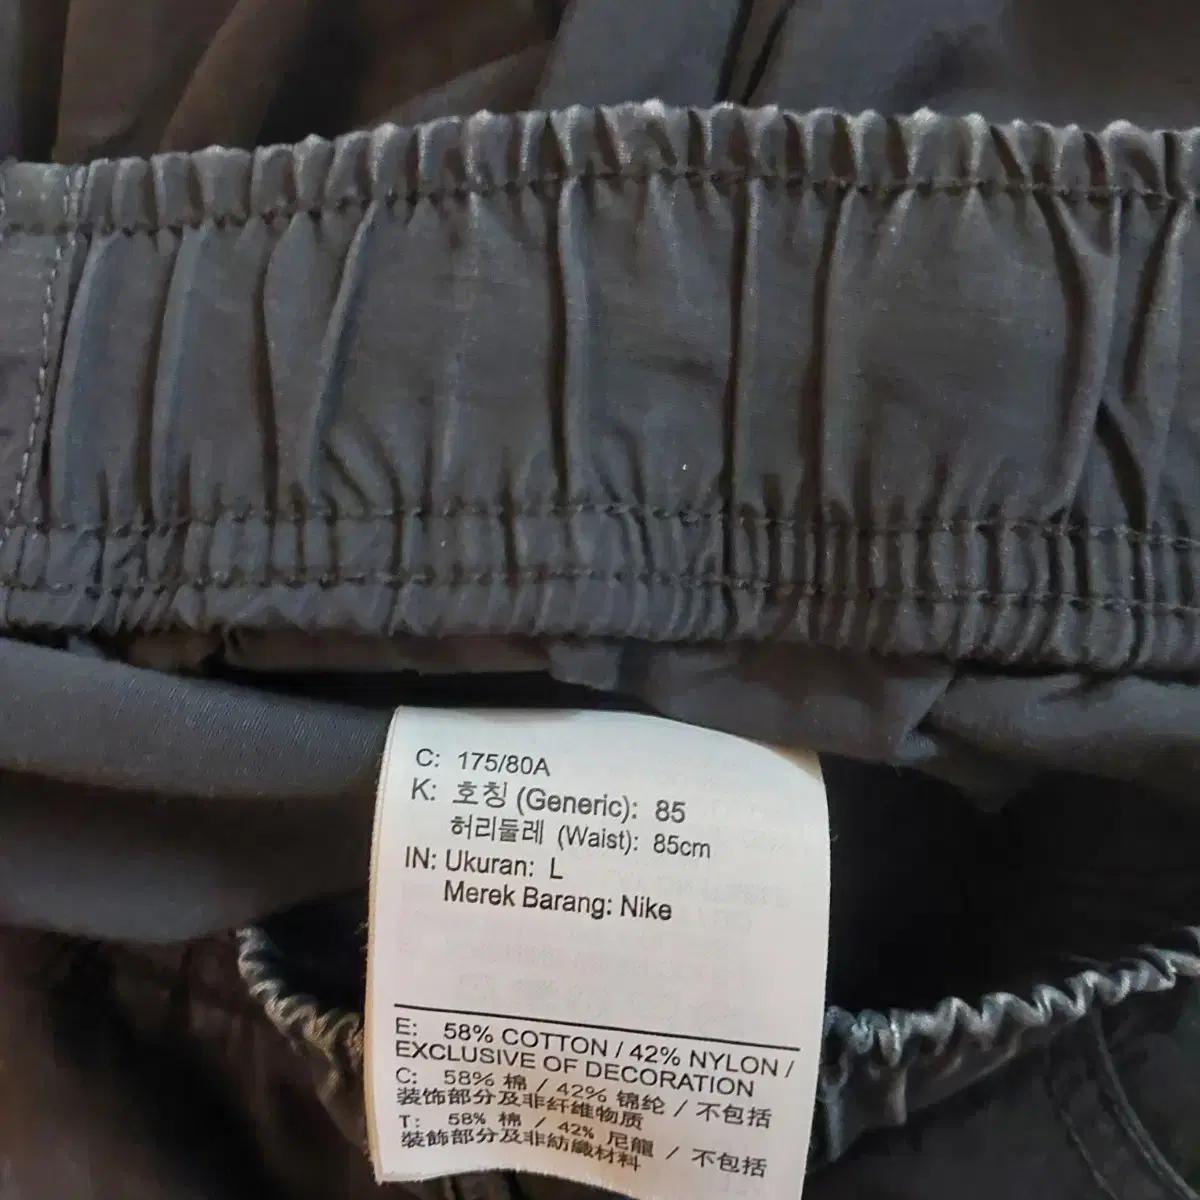 C: 175/80A
K: 호칭 (Generic): 85
허리둘레 (Waist): 85cm
IN: Ukuran: L
Merek Barang: Nike
E: 58% COTTON / 42% NYLON /
EXCLUSIVE OF DECORATION
C: 58% 棉 / 42% 锦纶 / 不包括
装饰部分及非纤维物质
T: 58% 棉 / 42% 尼龍 / 不包括
裝飾部分及非紡織材料